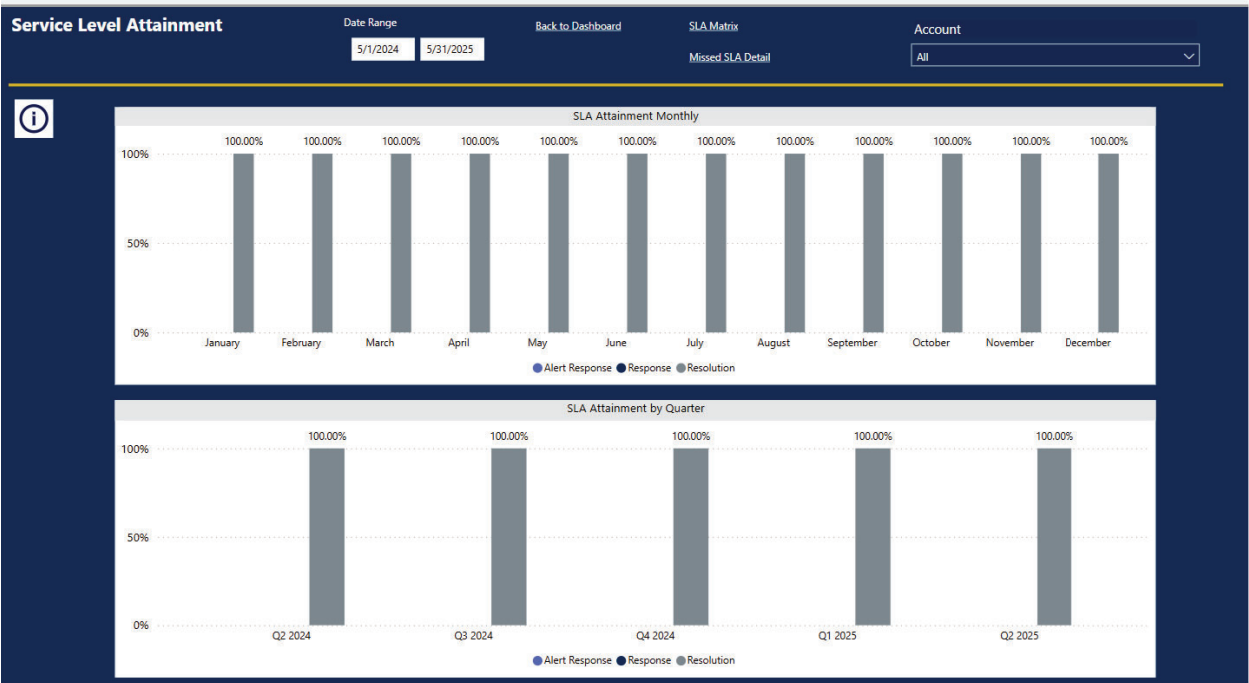 Service Level Attainment
Date Range
5/1/2024 5/31/2025
Back to Dashboard
SLA Matrix
Missed SLA Detail
Account
All
SLA Attainment Monthly
100.00% 100.00% 100.00% 100.00% 100.00% 100.00% 100.00% 100.00% 100.00% 100.00% 100.00% 100.00%
100%
50%
0%
January February March April May June July August September October November December
Alert Response Response Resolution
SLA Attainment by Quarter
100.00% 100.00% 100.00% 100.00% 100.00%
100%
50%
0%
Q2 2024 Q3 2024 Q4 2024 Q1 2025 Q2 2025
Alert Response Response Resolution